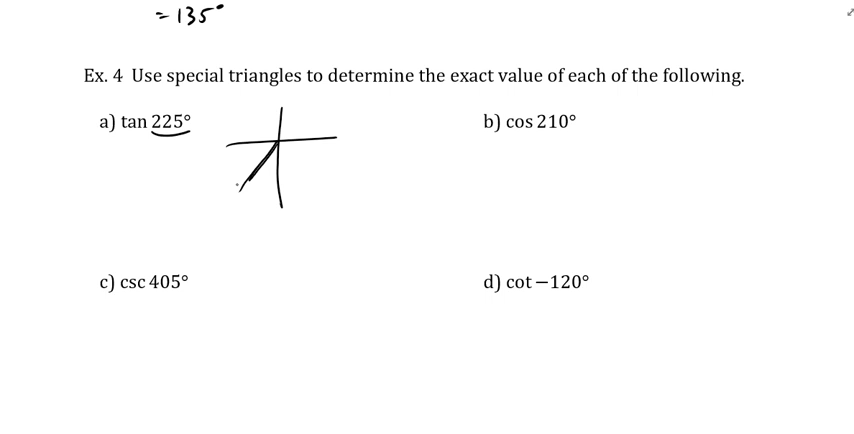 = 135°
Ex. 4 Use special triangles to determine the exact value of each of the following.
a) tan 225°
b) cos 210°
c) csc 405°
d) cot −120°